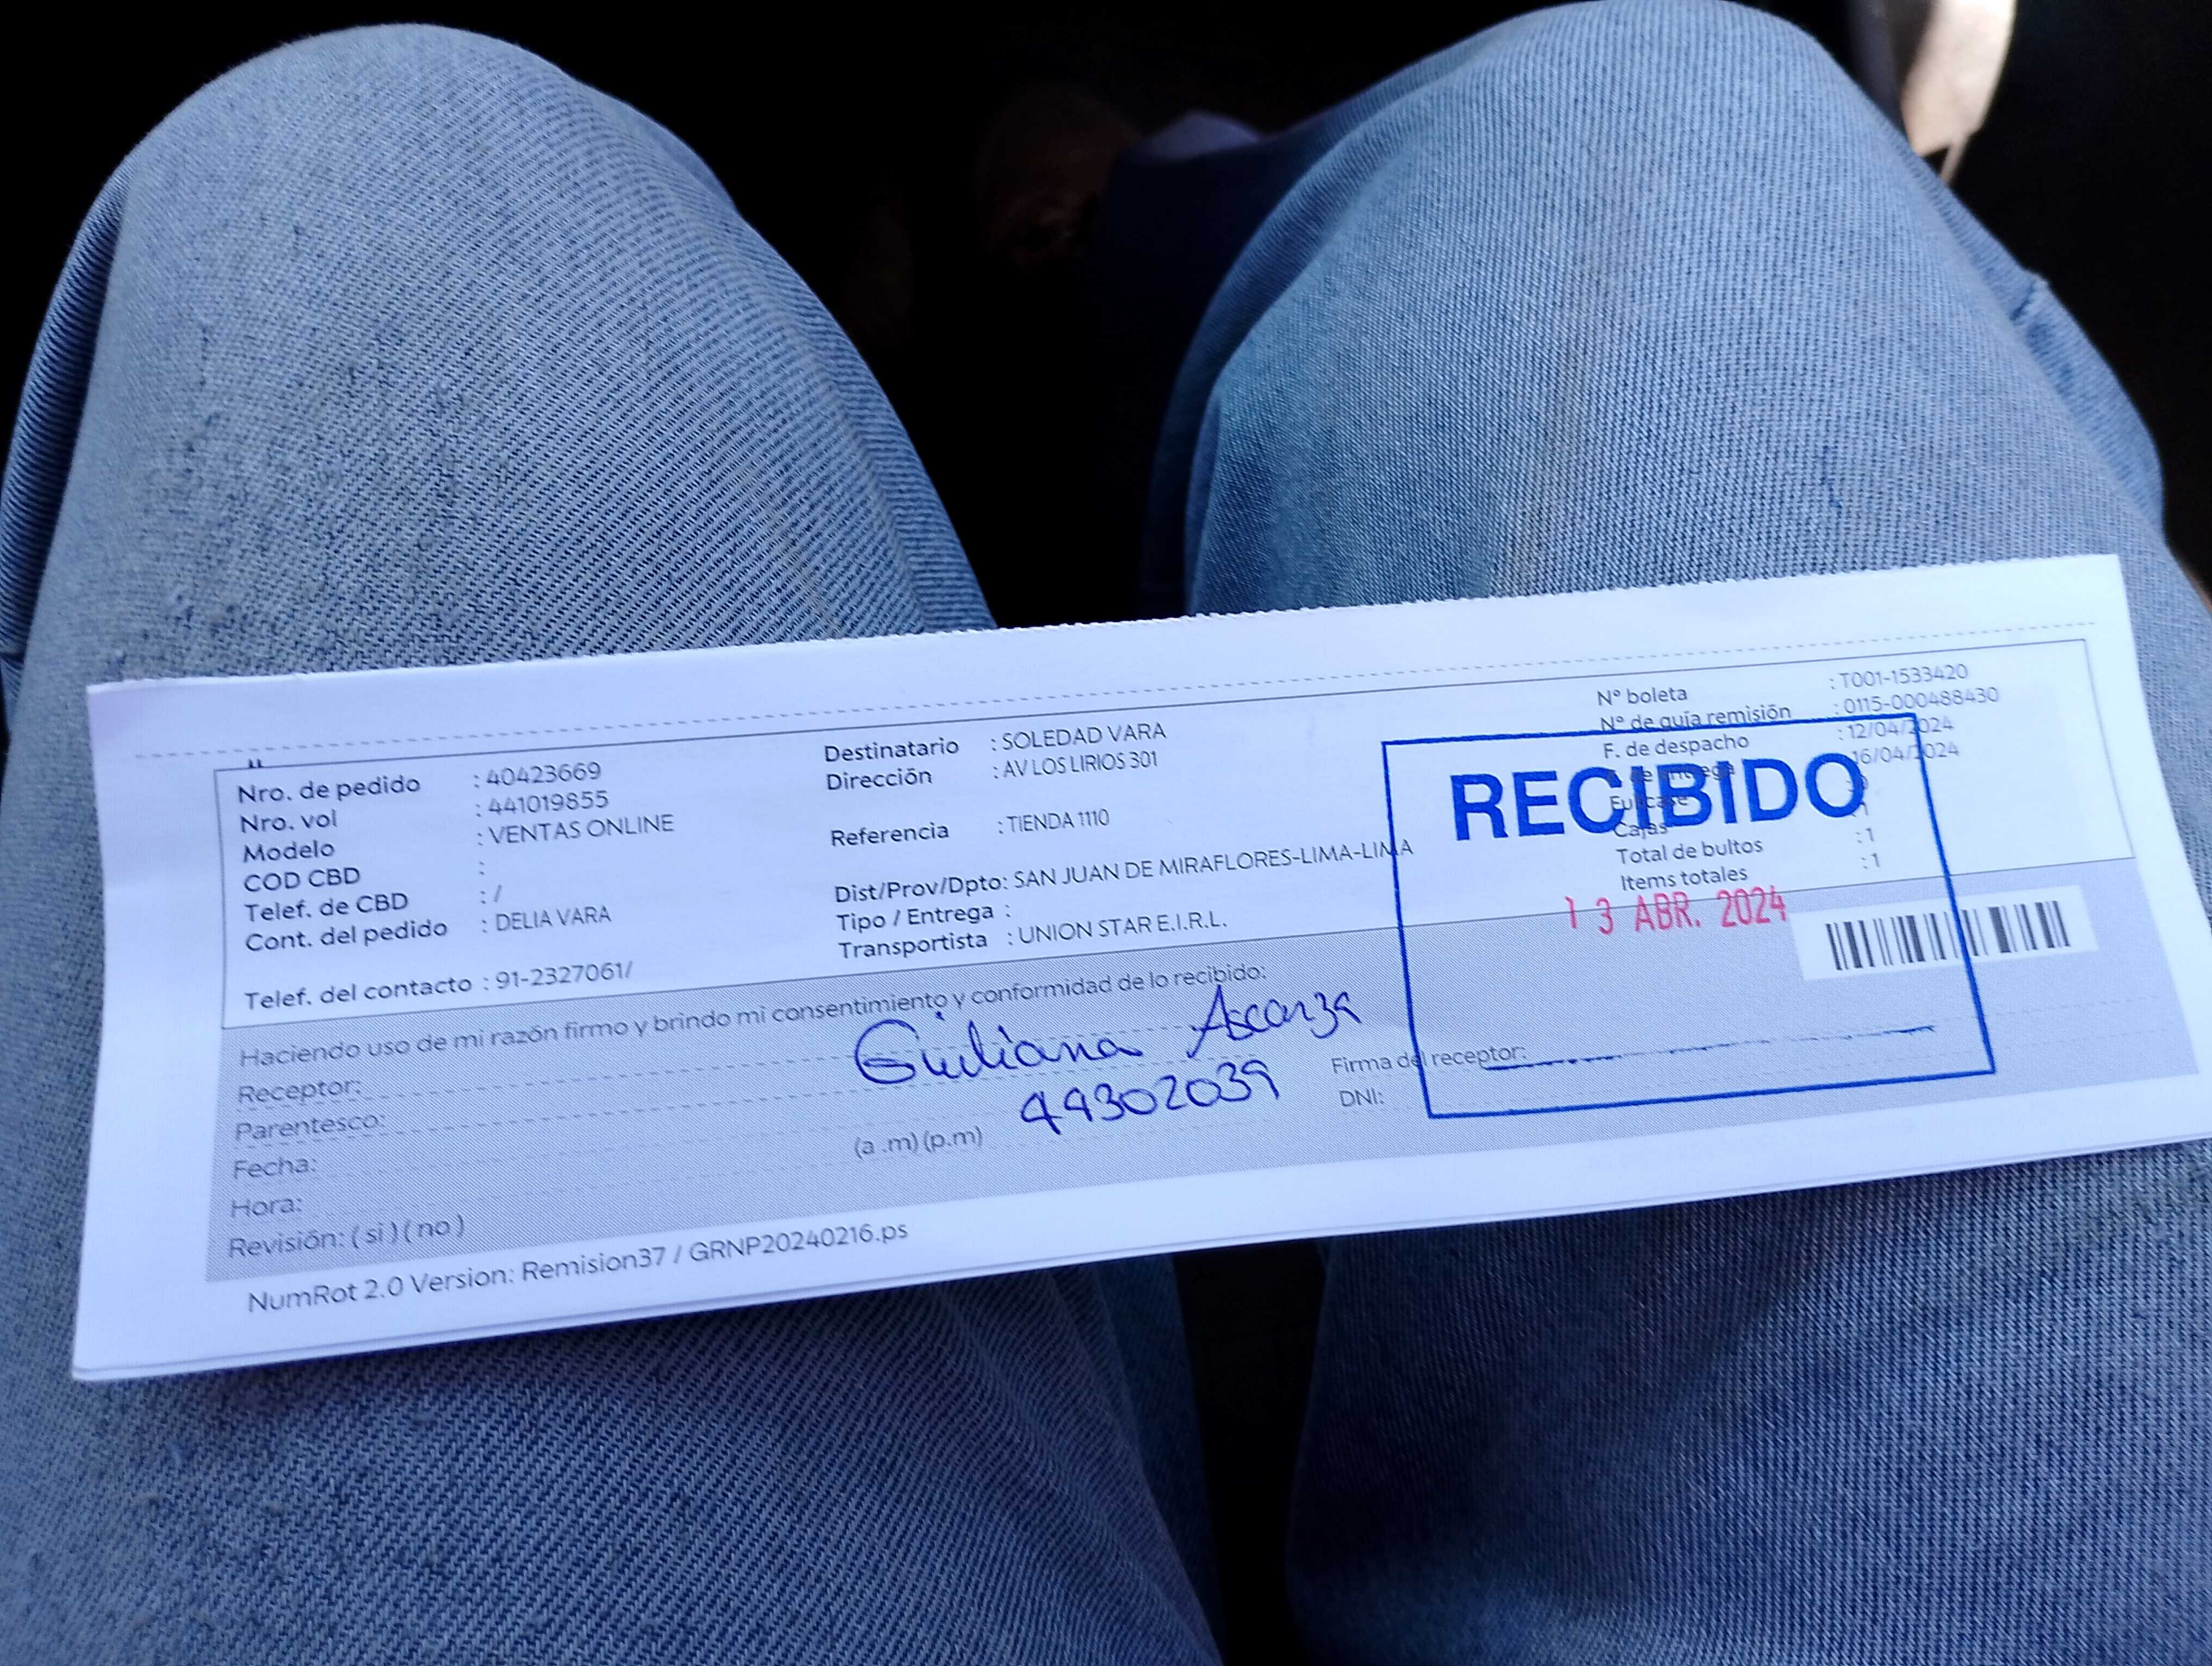 Nro. de pedido : 40423669
Nro. vol : 441019855
Modelo : VENTAS ONLINE
COD CBD :
Telef. de CBD : /
Cont. del pedido : DELIA VARA
Telef. del contacto : 91-2327061/
Destinatario : SOLEDAD VARA
Dirección : AV LOS LIRIOS 301
Referencia : TIENDA 1110
Dist/Prov/Dpto: SAN JUAN DE MIRAFLORES-LIMA-LIMA
Tipo / Entrega :
Transportista : UNION STAR E.I.R.L.
N° boleta : T001-1533420
N° de guía remisión : 0115-000488430
F. de despacho : 12/04/2024
F. de entrega : 16/04/2024
Cajas : 1
Total de bultos : 1
Items totales : 1
RECIBIDO
13 ABR. 2024
Haciendo uso de mi razón firmo y brindo mi consentimiento y conformidad de lo recibido:
Receptor: Giuliana Ascanza
Parentesco: 44302039
Fecha:
Hora: (a .m) (p.m)
Revisión: ( si ) ( no )
Firma del receptor:
DNI:
NumRot 2.0 Version: Remision37 / GRNP20240216.ps